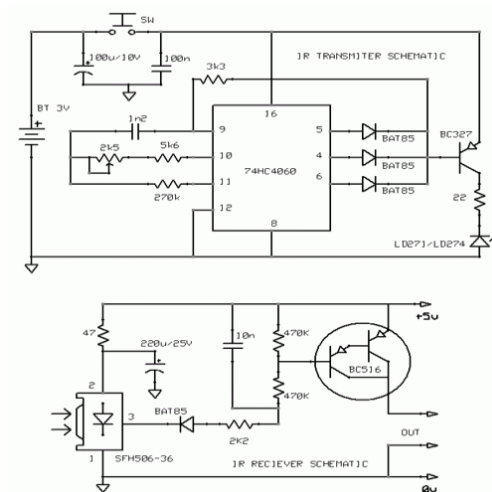 SW
100u/10V
100n
3k3
IR TRANSMITER SCHEMATIC
BT 3V
1n2
16
9
5
BC327
BAT85
2k5
5k6
10
74HC4060
4
BAT85
11
6
270k
12
BAT85
8
22
LD271/LD274
+5v
47
220u/25V
10n
470K
BC516
470K
2
BAT85
3
2K2
OUT
1
SFH506-36
IR RECIEVER SCHEMATIC
0v